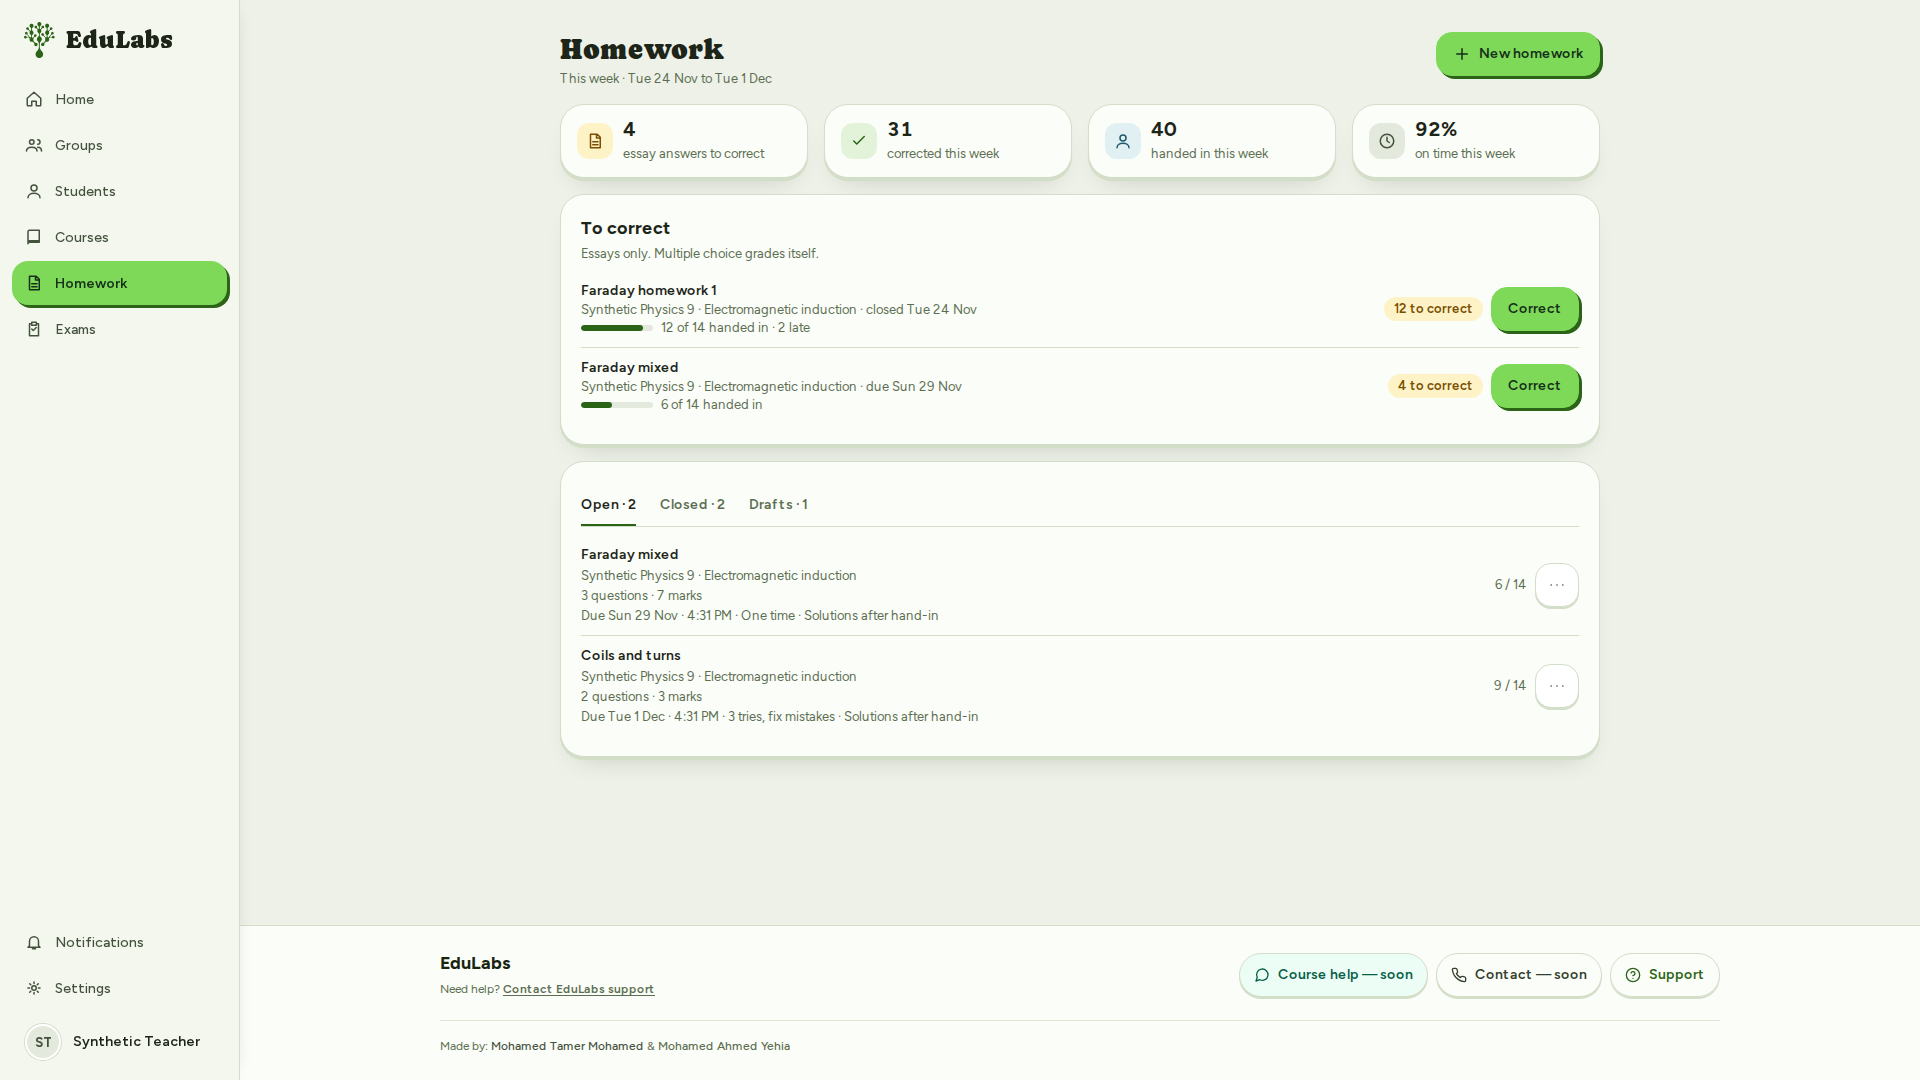 EduLabs
Home
Groups
Students
Courses
Homework
Exams
Notifications
Settings
ST
Synthetic Teacher
Homework
This week · Tue 24 Nov to Tue 1 Dec
New homework
4
essay answers to correct
31
corrected this week
40
handed in this week
92%
on time this week
To correct
Essays only. Multiple choice grades itself.
Faraday homework 1
Synthetic Physics 9 · Electromagnetic induction · closed Tue 24 Nov
12 of 14 handed in · 2 late
12 to correct
Correct
Faraday mixed
Synthetic Physics 9 · Electromagnetic induction · due Sun 29 Nov
6 of 14 handed in
4 to correct
Correct
Open · 2
Closed · 2
Drafts · 1
Faraday mixed
Synthetic Physics 9 · Electromagnetic induction
3 questions · 7 marks
Due Sun 29 Nov · 4:31 PM · One time · Solutions after hand-in
6 / 14
Coils and turns
Synthetic Physics 9 · Electromagnetic induction
2 questions · 3 marks
Due Tue 1 Dec · 4:31 PM · 3 tries, fix mistakes · Solutions after hand-in
9 / 14
EduLabs
Need help? Contact EduLabs support
Course help — soon
Contact — soon
Support
Made by: Mohamed Tamer Mohamed & Mohamed Ahmed Yehia